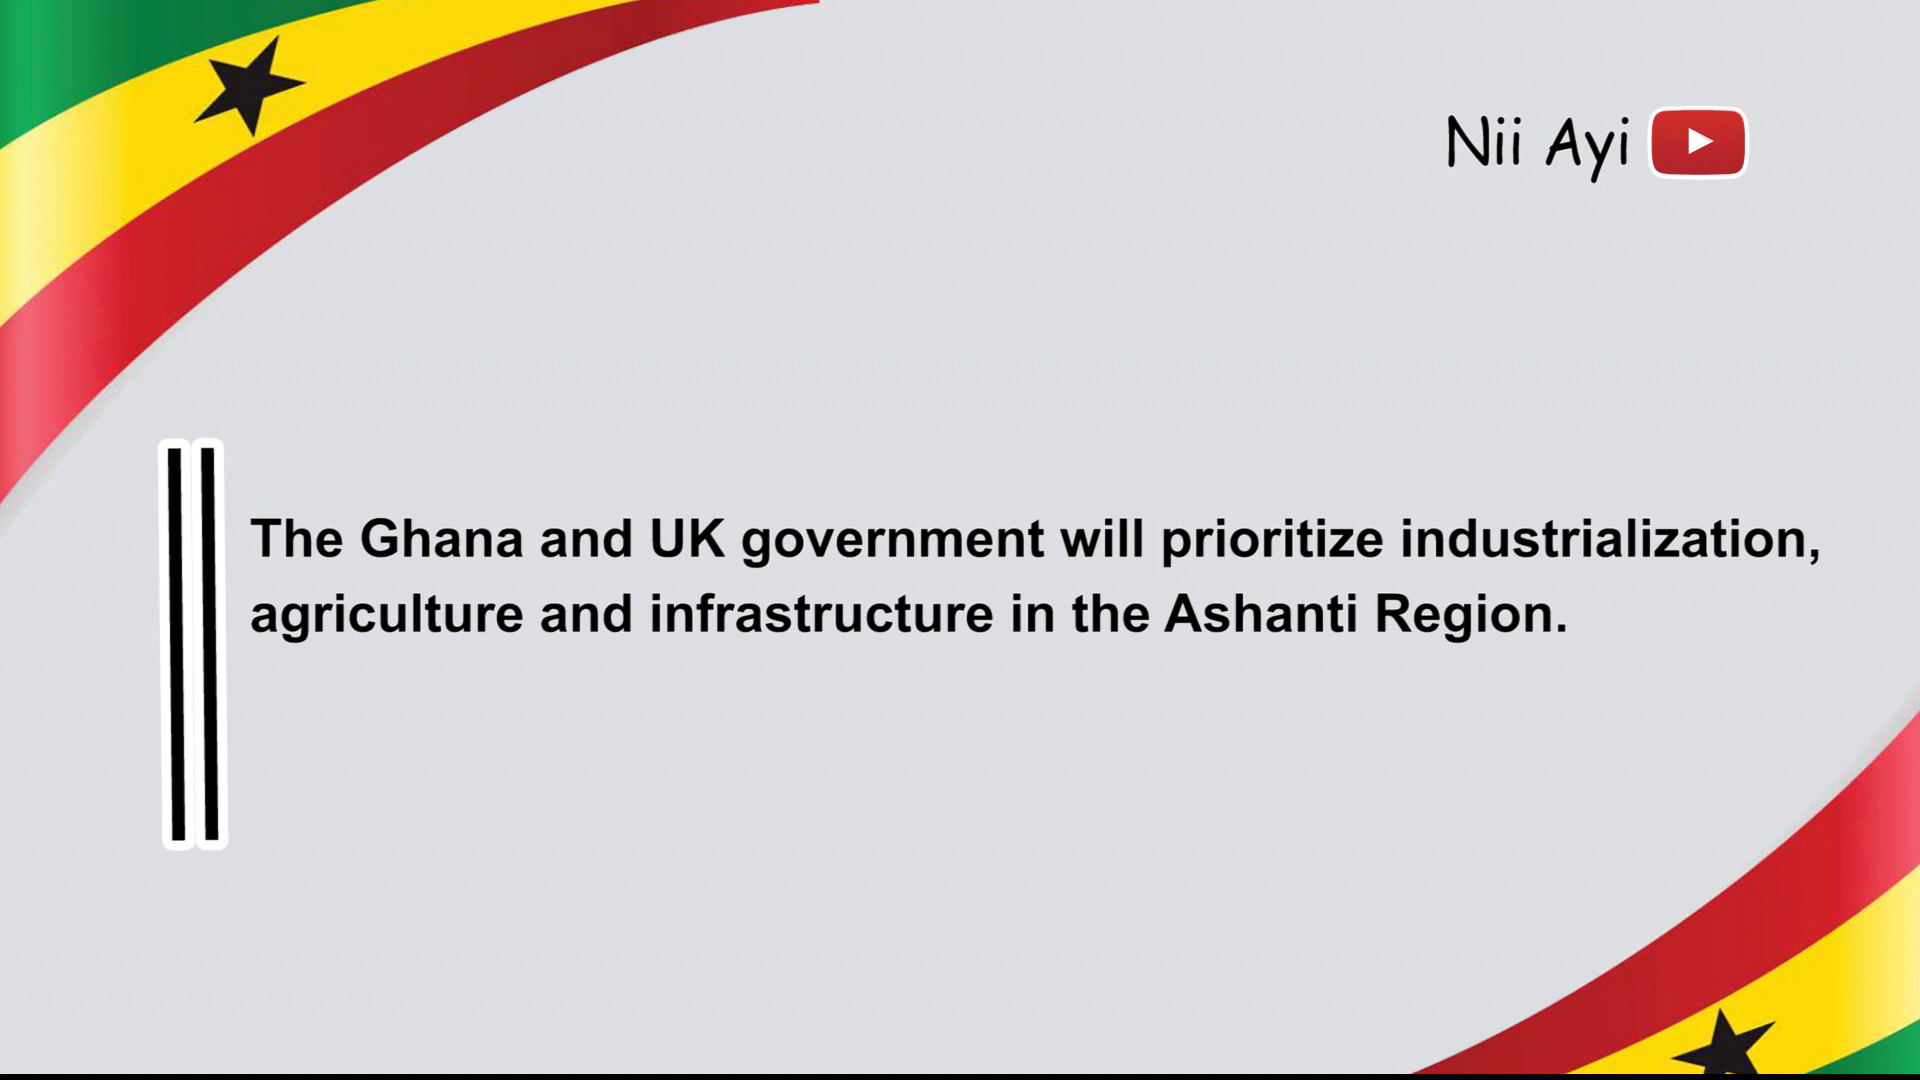 Nii Ayi
The Ghana and UK government will prioritize industrialization,
agriculture and infrastructure in the Ashanti Region.